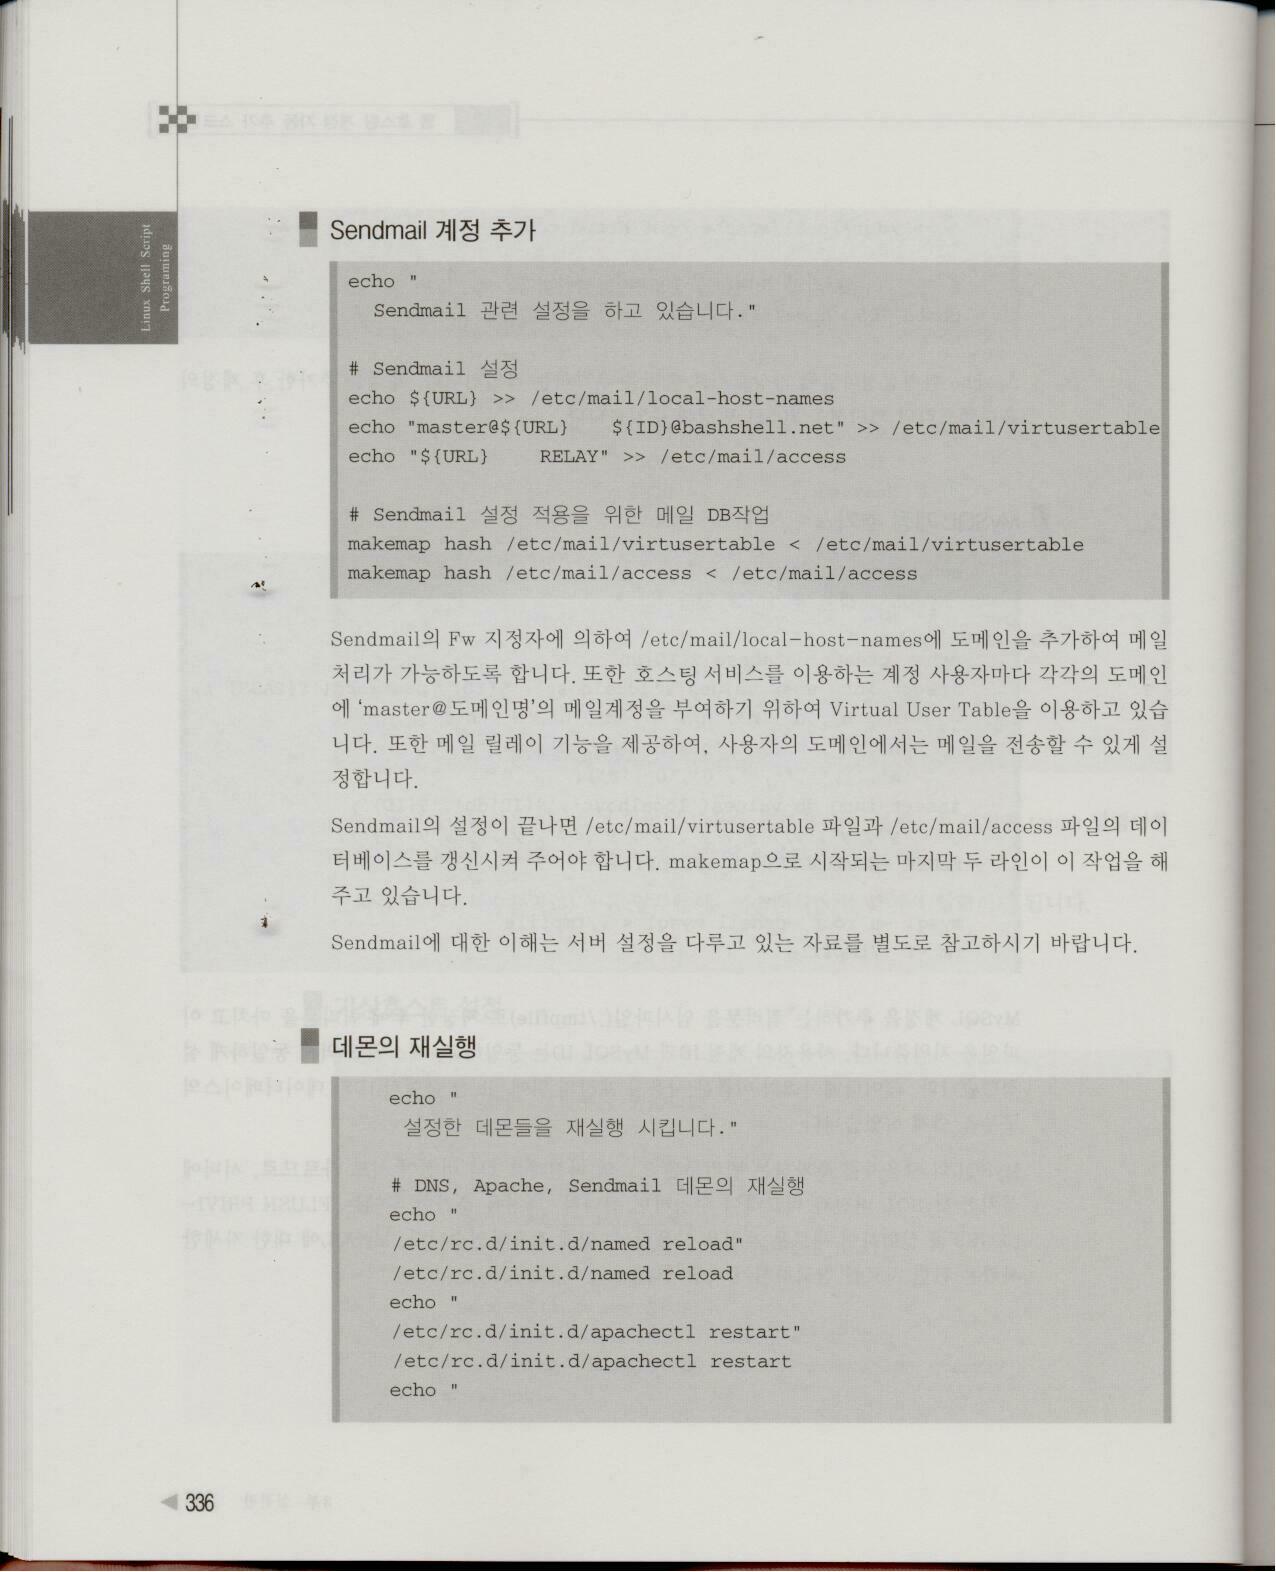 Linux Shell Script
Programing
Sendmail 계정 추가
echo "
  Sendmail 관련 설정을 하고 있습니다."
# Sendmail 설정
echo ${URL} >> /etc/mail/local-host-names
echo "master@${URL}    ${ID}@bashshell.net" >> /etc/mail/virtusertable
echo "${URL}    RELAY" >> /etc/mail/access
# Sendmail 설정 적용을 위한 메일 DB작업
makemap hash /etc/mail/virtusertable < /etc/mail/virtusertable
makemap hash /etc/mail/access < /etc/mail/access
Sendmail의 Fw 지정자에 의하여 /etc/mail/local-host-names에 도메인을 추가하여 메일
처리가 가능하도록 합니다. 또한 호스팅 서비스를 이용하는 계정 사용자마다 각각의 도메인
에 ‘master@도메인명’의 메일계정을 부여하기 위하여 Virtual User Table을 이용하고 있습
니다. 또한 메일 릴레이 기능을 제공하여, 사용자의 도메인에서는 메일을 전송할 수 있게 설
정합니다.
Sendmail의 설정이 끝나면 /etc/mail/virtusertable 파일과 /etc/mail/access 파일의 데이
터베이스를 갱신시켜 주어야 합니다. makemap으로 시작되는 마지막 두 라인이 이 작업을 해
주고 있습니다.
Sendmail에 대한 이해는 서버 설정을 다루고 있는 자료를 별도로 참고하시기 바랍니다.
데몬의 재실행
echo "
 설정한 데몬들을 재실행 시킵니다."
# DNS, Apache, Sendmail 데몬의 재실행
echo "
/etc/rc.d/init.d/named reload"
/etc/rc.d/init.d/named reload
echo "
/etc/rc.d/init.d/apachectl restart"
/etc/rc.d/init.d/apachectl restart
echo "
336